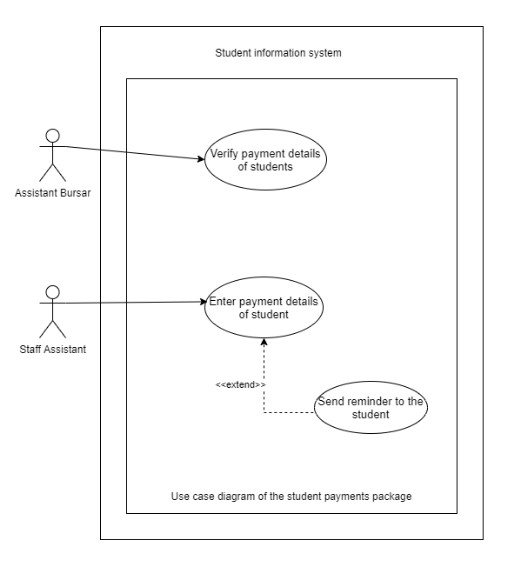 Student information system
Verify payment details
of students
Assistant Bursar
Enter payment details
of student
Staff Assistant
<<extend>>
Send reminder to the
student
Use case diagram of the student payments package